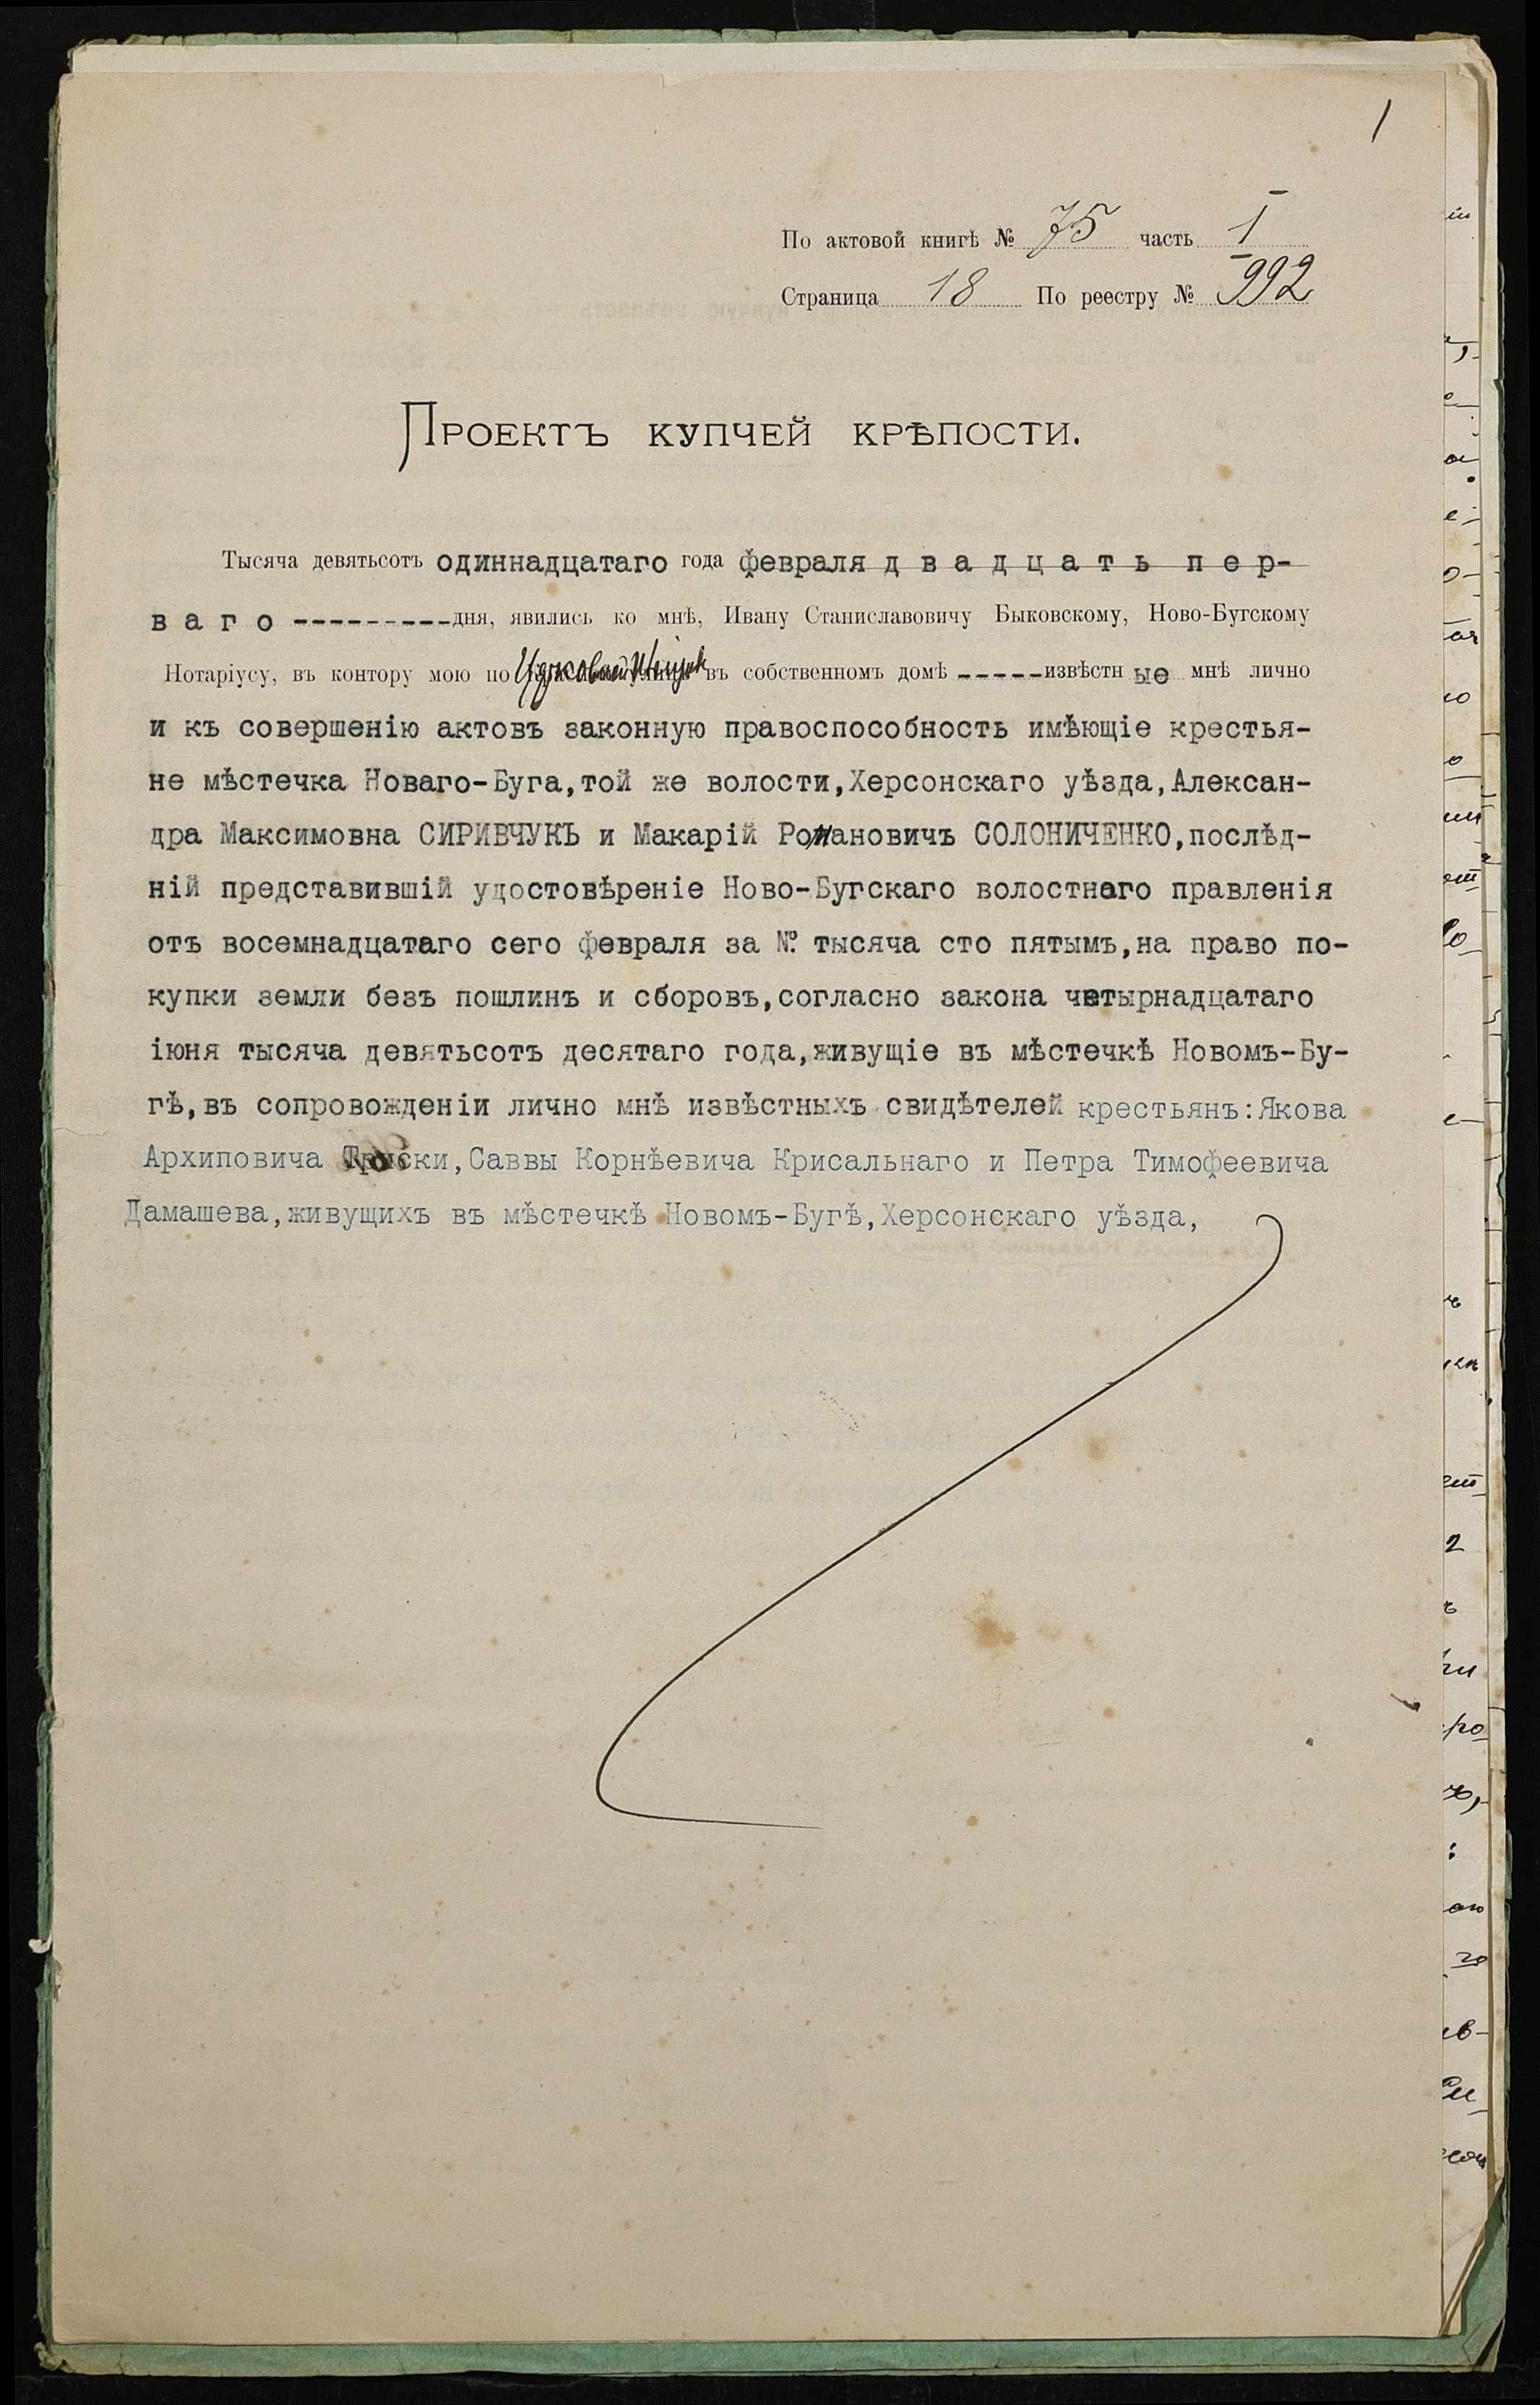 1
По актовой книгѣ № 75 часть I
Страница 18 По реестру № 992
Проектъ купчей крѣпости.
Тысяча девятьсотъ одиннадцатаго года февраля двадцать пер-
ваго ---------дня, явились ко мнѣ, Ивану Станиславовичу Быковскому, Ново-Бугскому
Нотаріусу, въ контору мою по въ собственномъ домѣ -----извѣстн ые мнѣ лично
и къ совершенію актовъ законную правоспособность имѣющіе крестья-
не мѣстечка Новаго-Буга,той же волости,Херсонскаго уѣзда,Алексан-
дра Максимовна СИРИВЧУКЪ и Макарій Романовичъ СОЛОНИЧЕНКО,послѣд-
ній представившій удостовѣреніе Ново-Бугскаго волостнаго правленія
отъ восемнадцатаго сего февраля за №. тысяча сто пятымъ,на право по-
купки земли безъ пошлинъ и сборовъ,согласно закона четырнадцатаго
іюня тысяча девятьсотъ десятаго года,живущіе въ мѣстечкѣ Новомъ-Бу-
гѣ,въ сопровожденіи лично мнѣ извѣстныхъ свидѣтелей крестьянъ:Якова
Архиповича ,Саввы Корнѣевича Крисальнаго и Петра Тимофеевича
Дамашева,живущихъ въ мѣстечкѣ Новомъ-Бугѣ,Херсонскаго уѣзда,